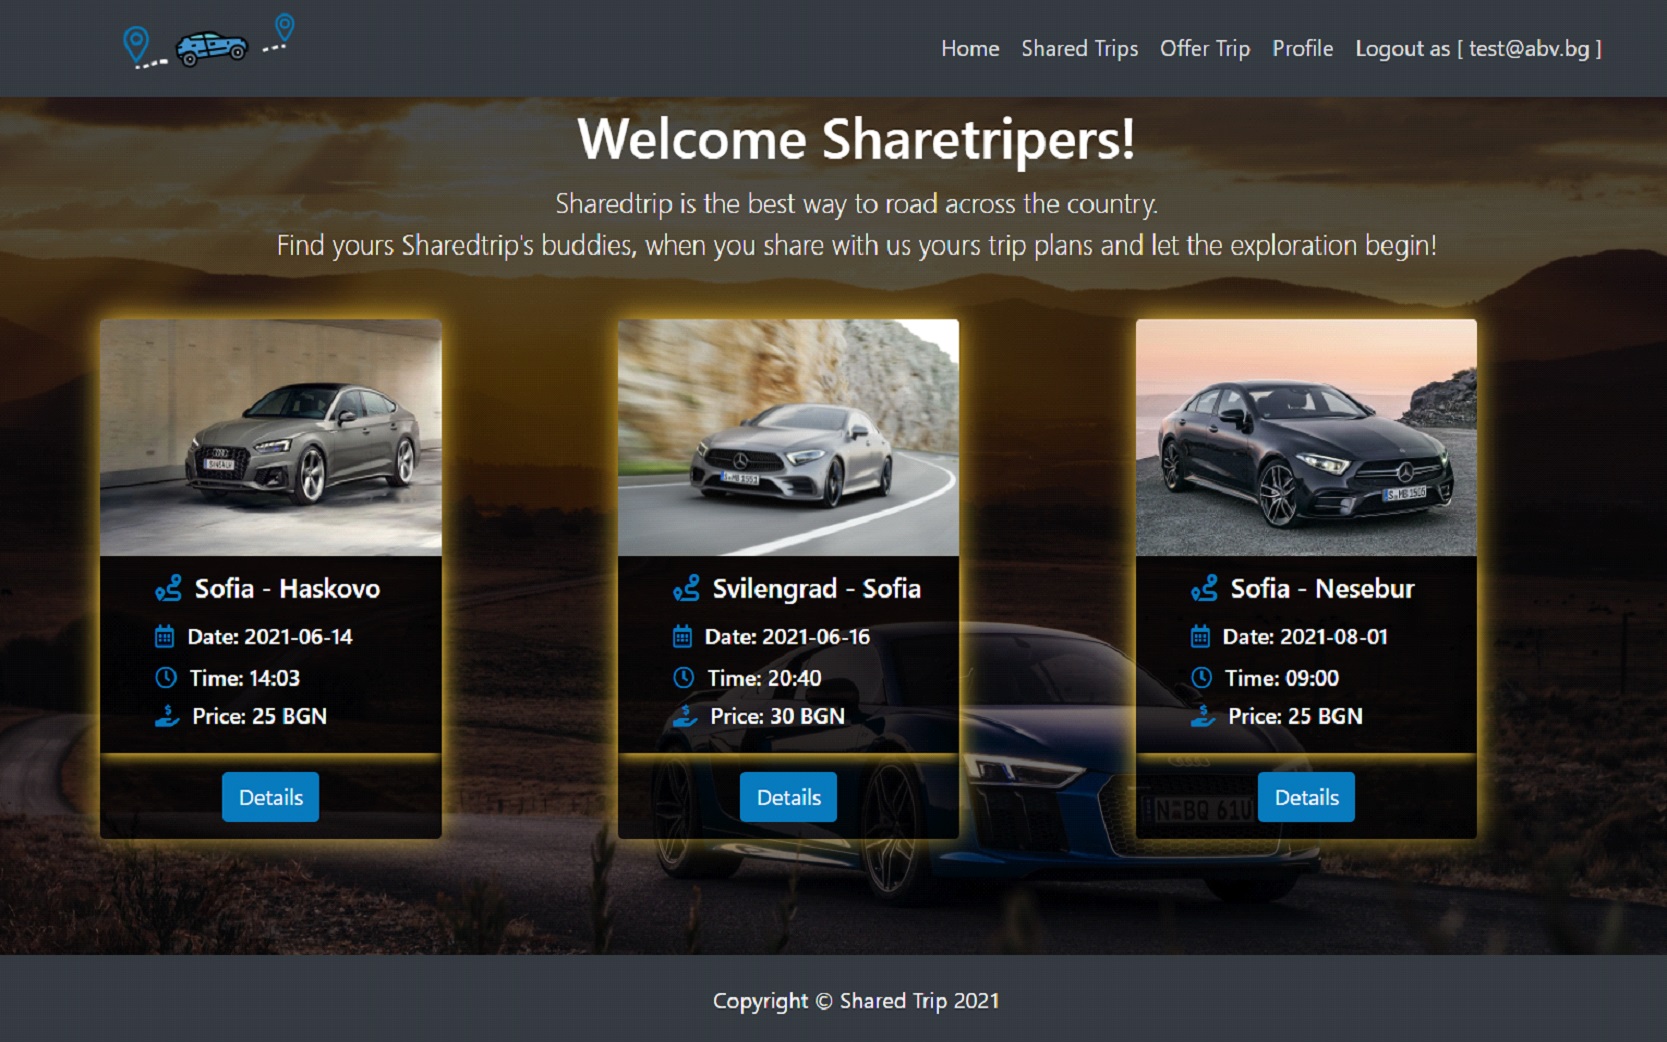 Home Shared Trips Offer Trip Profile Logout as [ test@abv.bg ]
Welcome Sharetripers!
Sharedtrip is the best way to road across the country.
Find yours Sharedtrip's buddies, when you share with us yours trip plans and let the exploration begin!
Sofia - Haskovo
Date: 2021-06-14
Time: 14:03
Price: 25 BGN
Details
Svilengrad - Sofia
Date: 2021-06-16
Time: 20:40
Price: 30 BGN
Details
Sofia - Nesebur
Date: 2021-08-01
Time: 09:00
Price: 25 BGN
Details
Copyright © Shared Trip 2021